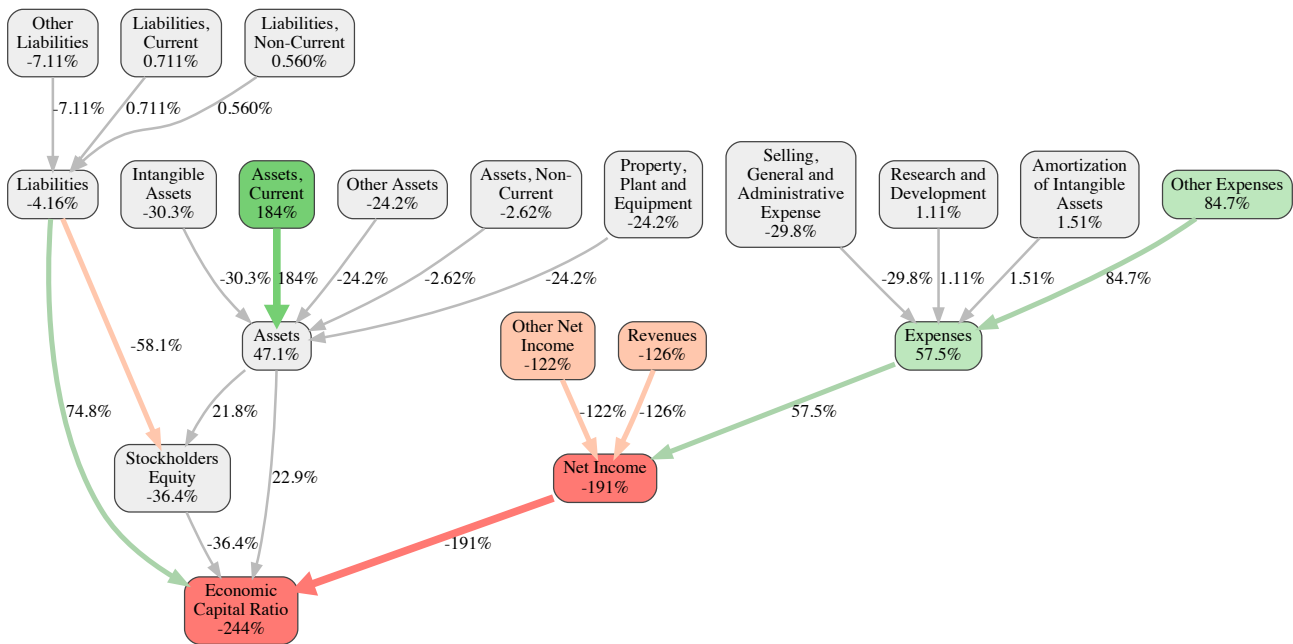 Other
Liabilities
-7.11%
Liabilities,
Current
0.711%
Liabilities,
Non-Current
0.560%
-7.11%
0.711%
0.560%
Liabilities
-4.16%
Intangible
Assets
-30.3%
Assets,
Current
184%
Other Assets
-24.2%
Assets, Non-
Current
-2.62%
Property,
Plant and
Equipment
-24.2%
Selling,
General and
Administrative
Expense
-29.8%
Research and
Development
1.11%
Amortization
of Intangible
Assets
1.51%
Other Expenses
84.7%
-30.3%
184%
-24.2%
-2.62%
-24.2%
-29.8%
1.11%
1.51%
84.7%
-58.1%
Assets
47.1%
Other Net
Income
-122%
Revenues
-126%
Expenses
57.5%
74.8%
21.8%
-122%
-126%
57.5%
Stockholders
Equity
-36.4%
22.9%
Net Income
-191%
-36.4%
-191%
Economic
Capital Ratio
-244%